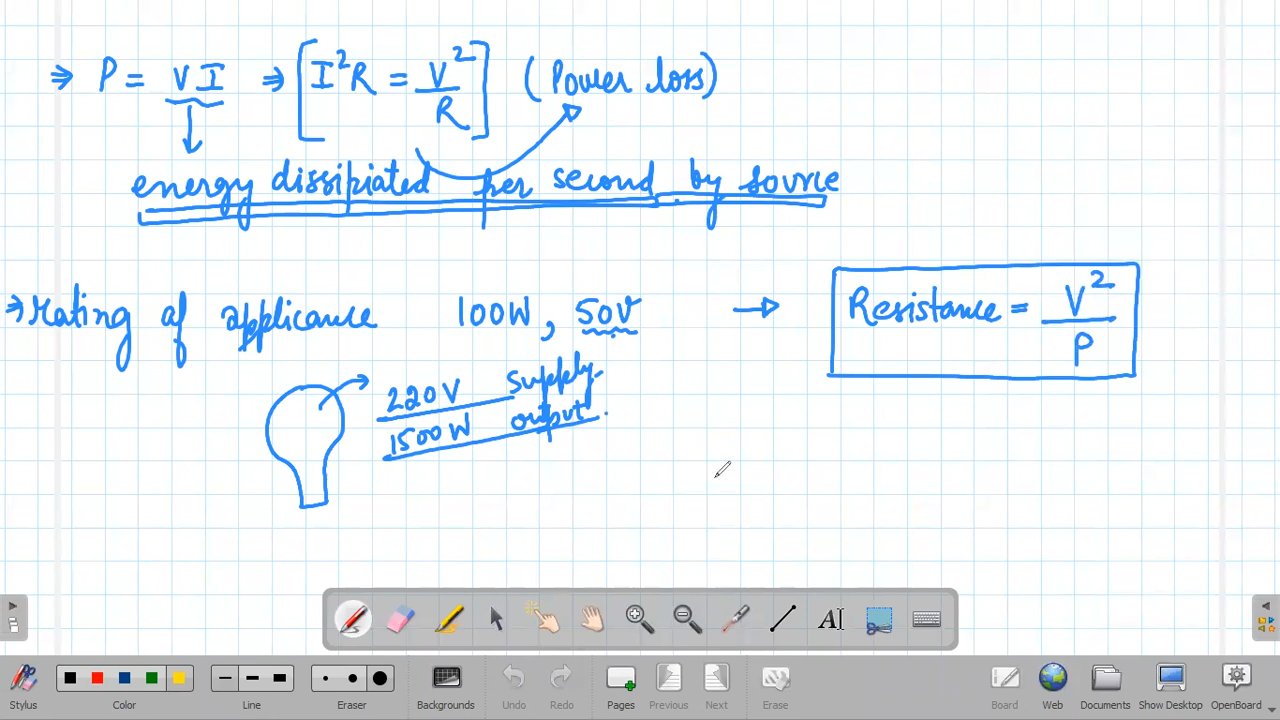 ⇒ P = VI ⇒ [I²R = V²/R] (Power loss)
energy dissipiated per second by source
→ rating of applicance 100W, 50V → Resistance = V²/P
220V supply
1500W output.
Stylus Color Line Eraser Backgrounds Undo Redo Pages Previous Next Erase Board Web Documents Show Desktop OpenBoard